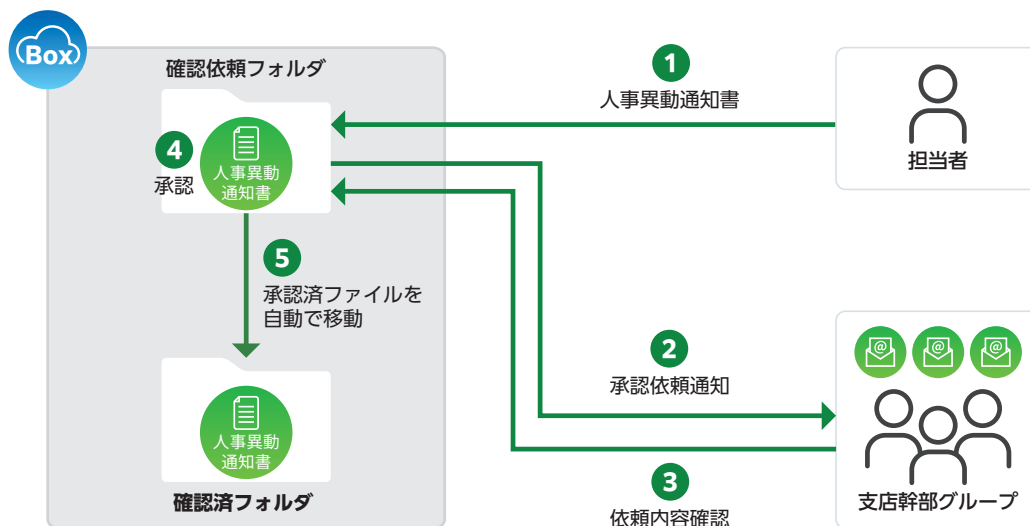 Box
確認依頼フォルダ
4
承認
人事異動
通知書
1
人事異動通知書
担当者
5
承認済ファイルを
自動で移動
2
承認依頼通知
@
@
@
人事異動
通知書
確認済フォルダ
3
依頼内容確認
支店幹部グループ